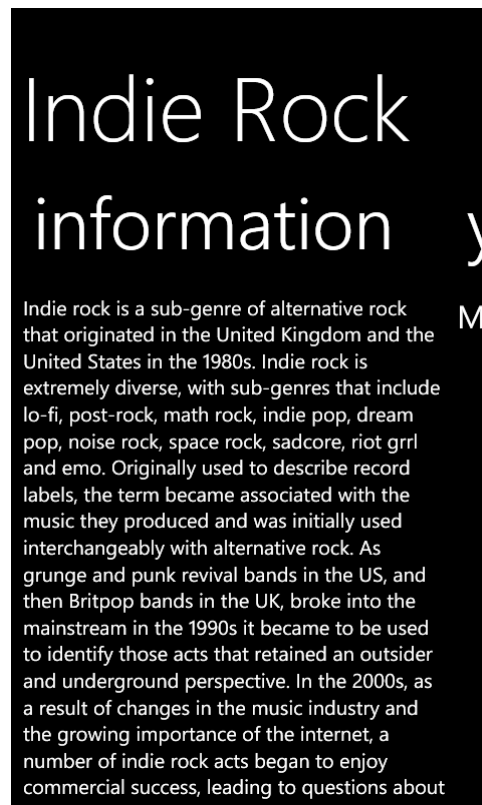 Indie Rock
information
y
M
Indie rock is a sub-genre of alternative rock
that originated in the United Kingdom and the
United States in the 1980s. Indie rock is
extremely diverse, with sub-genres that include
lo-fi, post-rock, math rock, indie pop, dream
pop, noise rock, space rock, sadcore, riot grrl
and emo. Originally used to describe record
labels, the term became associated with the
music they produced and was initially used
interchangeably with alternative rock. As
grunge and punk revival bands in the US, and
then Britpop bands in the UK, broke into the
mainstream in the 1990s it became to be used
to identify those acts that retained an outsider
and underground perspective. In the 2000s, as
a result of changes in the music industry and
the growing importance of the internet, a
number of indie rock acts began to enjoy
commercial success, leading to questions about